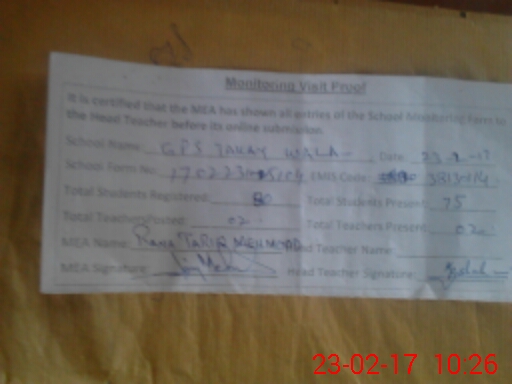 Monitoring Visit Proof
It is certified that the MEA has shown all entries of the School Monitoring Form to
the Head Teacher before its online submission.
School Name: GPS WALA Date: 23
School Form No: EMIS Code:
Total Students Registered: 80 Total Students Present: 75
Total Teachers Posted: 02 Total Teachers Present: 02
MEA Name: Rana TARIQ MEHMOOD Head Teacher Name:
MEA Signature: Head Teacher Signature:
23-02-17 10:26